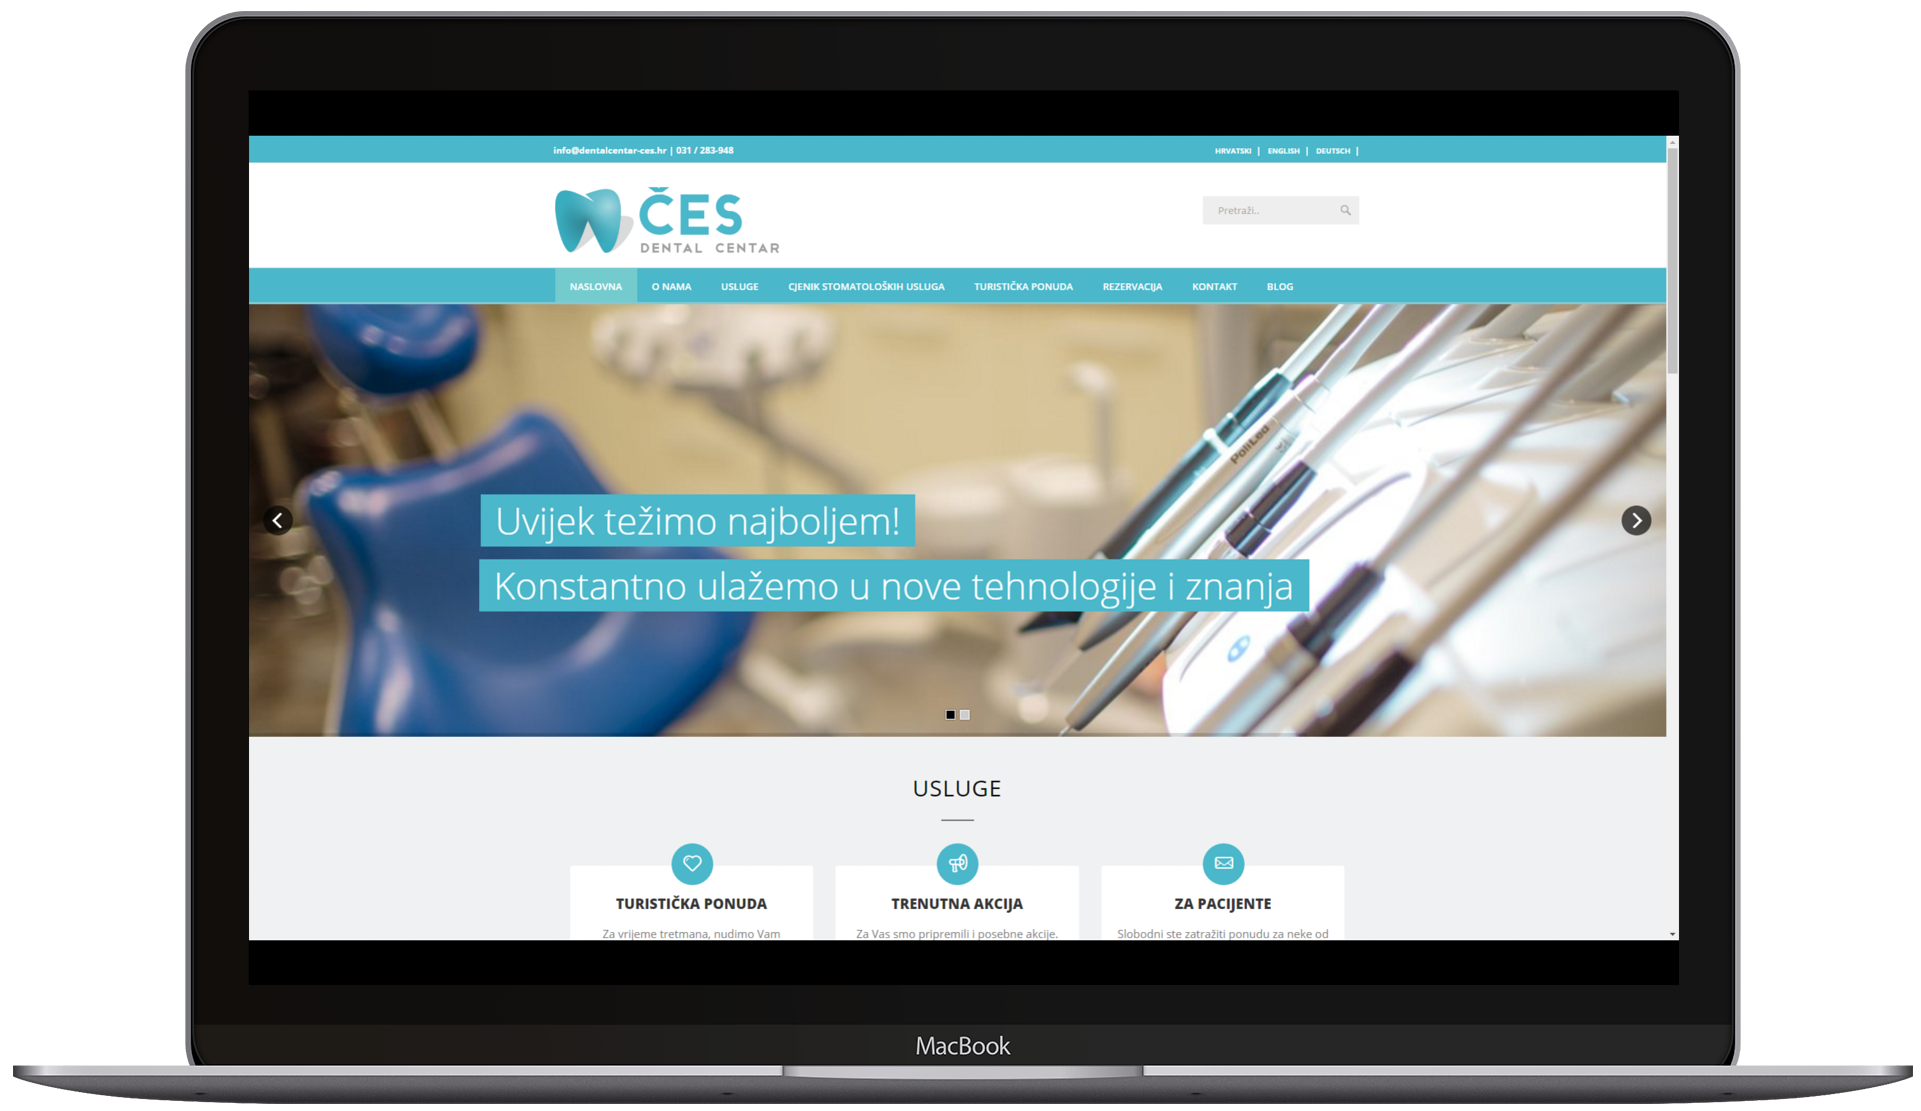 info@dentalcentar-ces.hr | 031 / 283-948
HRVATSKI | ENGLISH | DEUTSCH |
ČES
DENTAL CENTAR
Pretraži..
NASLOVNA O NAMA USLUGE CJENIK STOMATOLOŠKIH USLUGA TURISTIČKA PONUDA REZERVACIJA KONTAKT BLOG
PoliLed
Uvijek težimo najboljem!
Konstantno ulažemo u nove tehnologije i znanja
USLUGE
TURISTIČKA PONUDA
Za vrijeme tretmana, nudimo Vam
TRENUTNA AKCIJA
Za Vas smo pripremili i posebne akcije.
ZA PACIJENTE
Slobodni ste zatražiti ponudu za neke od
MacBook